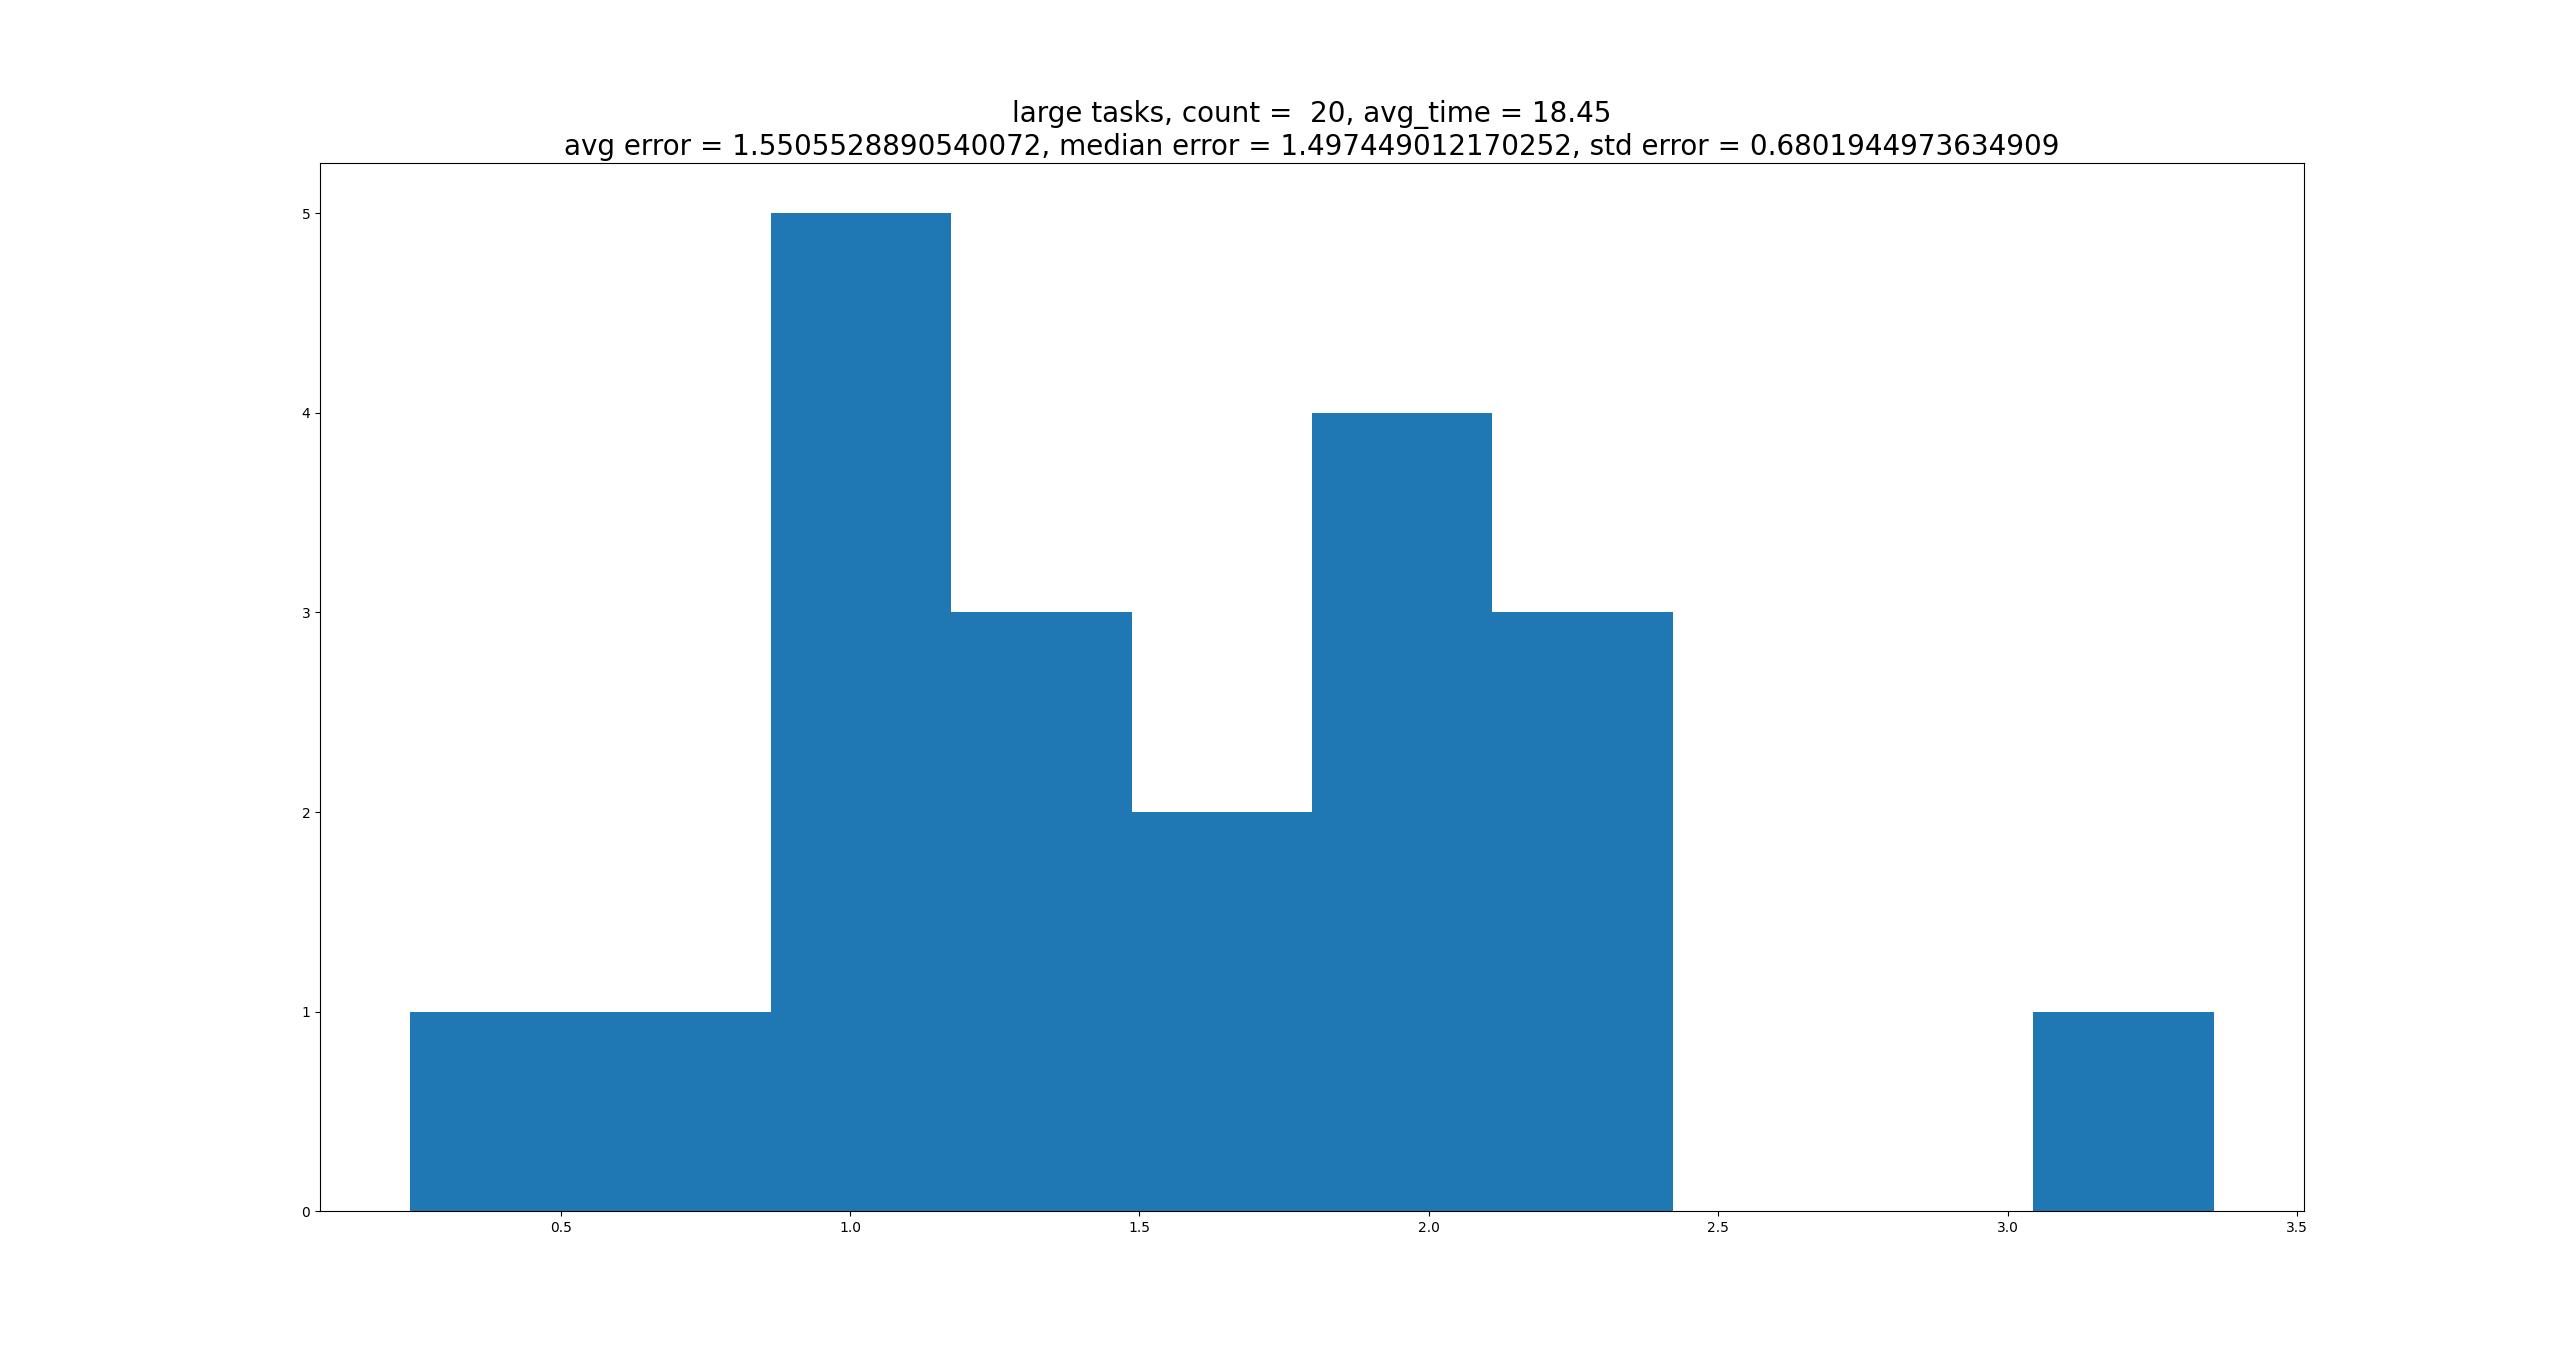 large tasks, count =  20, avg_time = 18.45
avg error = 1.5505528890540072, median error = 1.497449012170252, std error = 0.6801944973634909
5
4
3
2
1
0
0.5 1.0 1.5 2.0 2.5 3.0 3.5